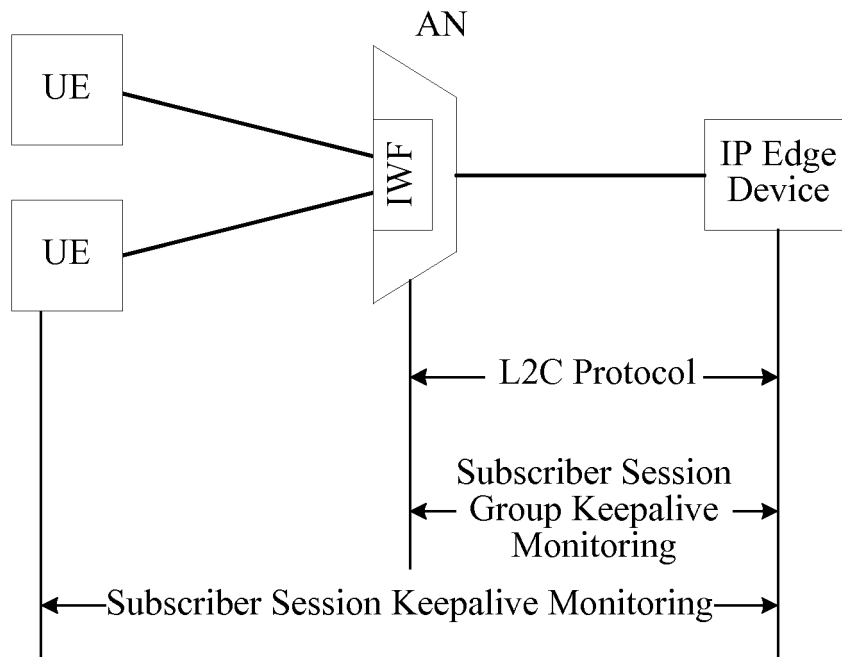 AN
UE
IWF
IP Edge
Device
UE
L2C Protocol
Subscriber Session
Group Keepalive
Monitoring
Subscriber Session Keepalive Monitoring